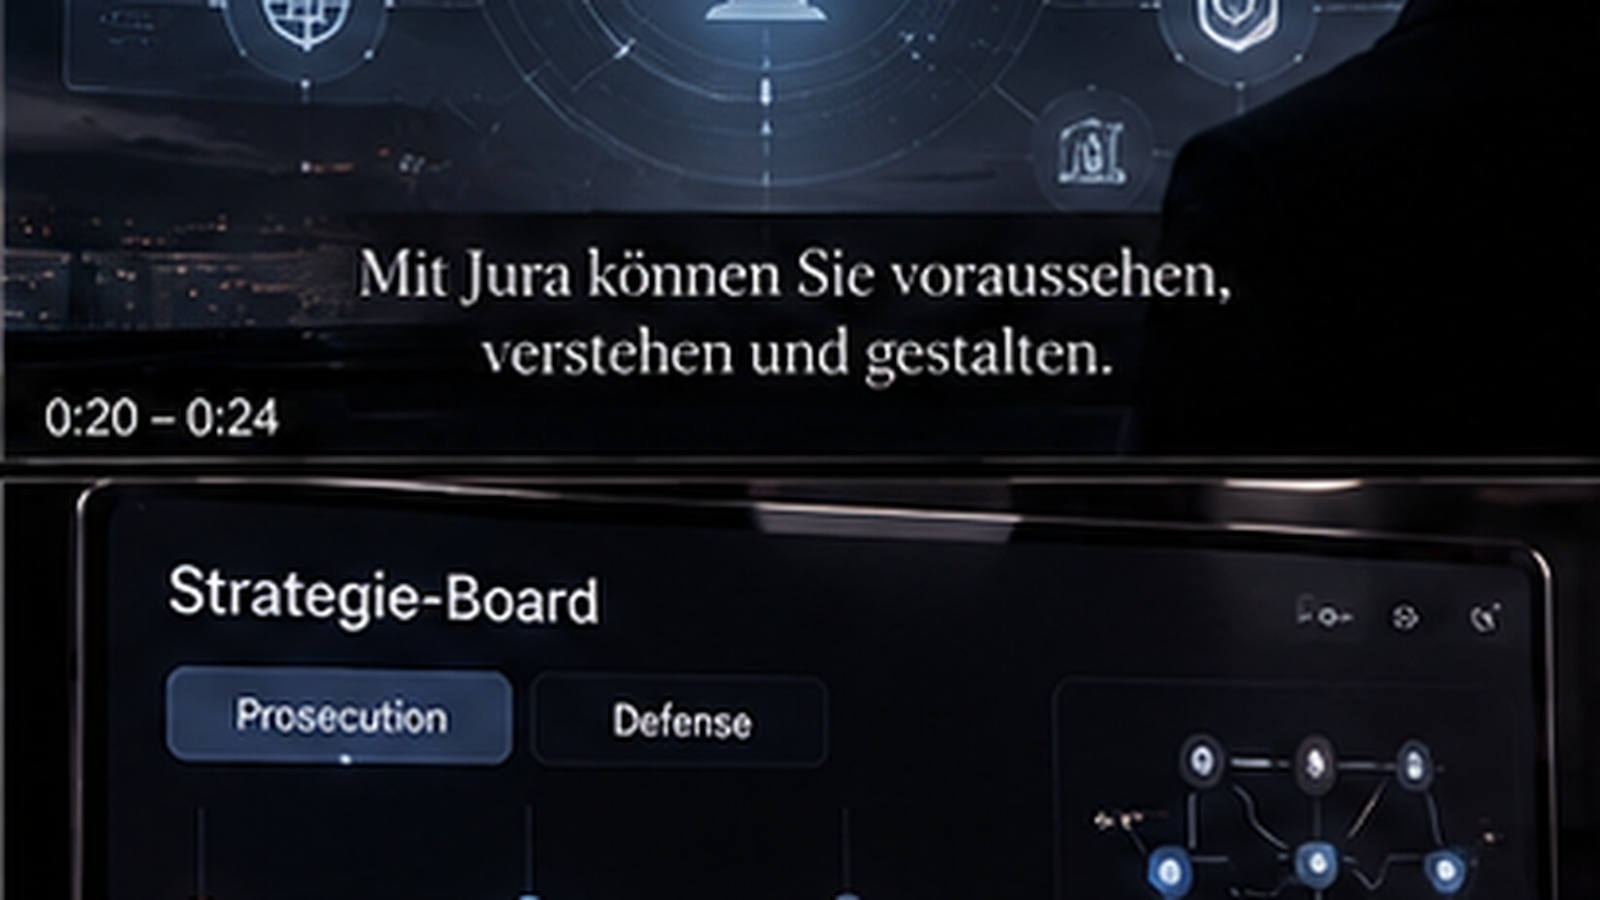 Mit Jura können Sie voraussehen,
verstehen und gestalten.
0:20 – 0:24
Strategie-Board
Prosecution
Defense